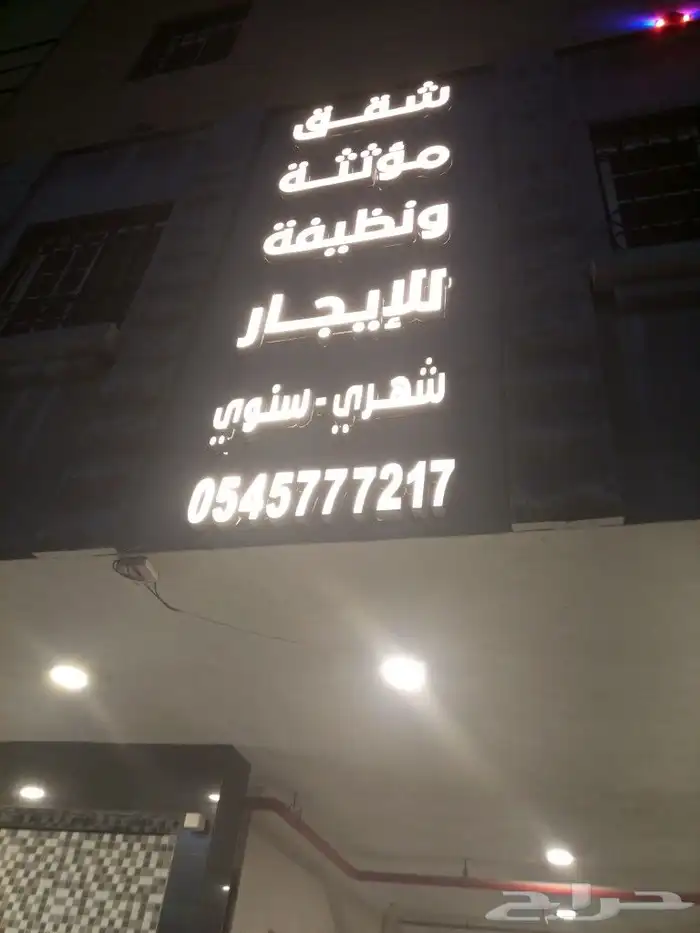 شقق
مؤثثة
ونظيفة
للإيجار
شهري - سنوي
0545777217
حراج